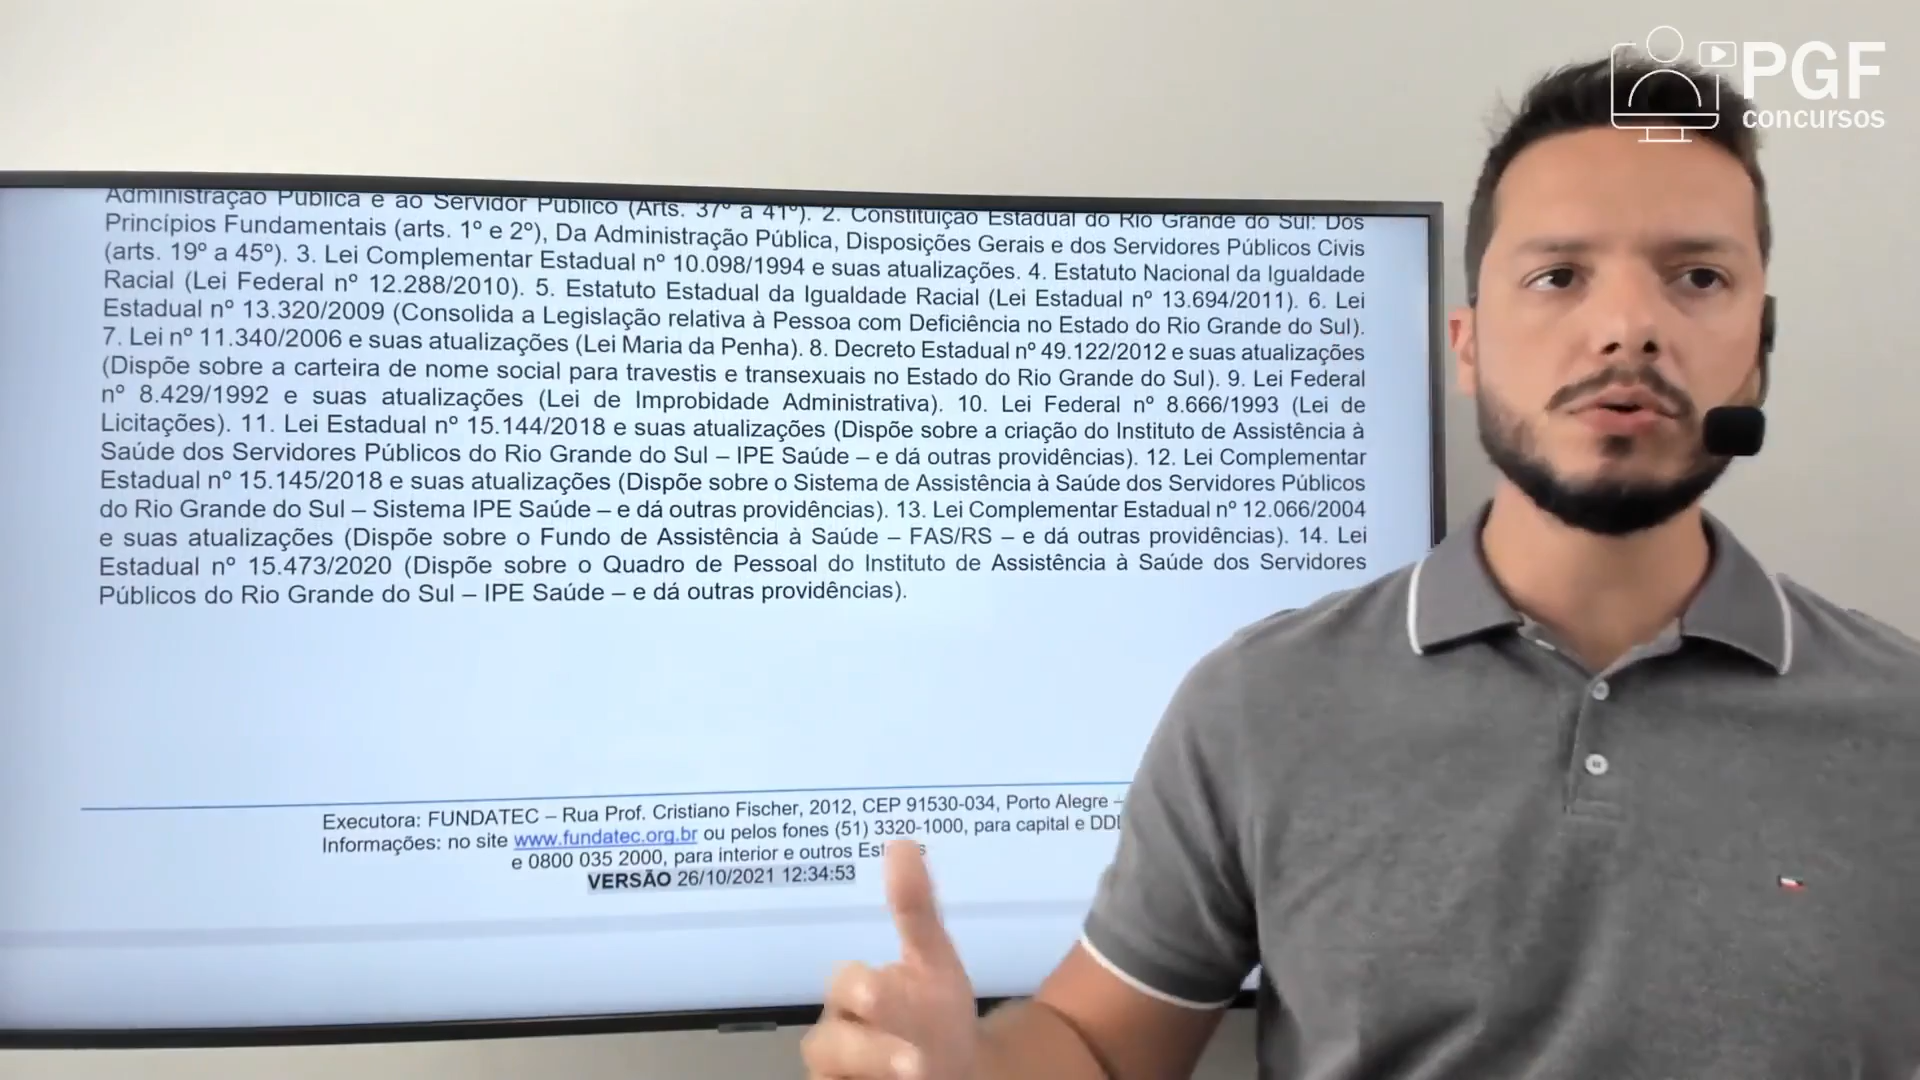 PGF
concursos
Administração Pública e ao Servidor Público (Arts. 37º a 41º). 2. Constituição Estadual do Rio Grande do Sul: Dos
Princípios Fundamentais (arts. 1º e 2º), Da Administração Pública, Disposições Gerais e dos Servidores Públicos Civis
(arts. 19º a 45º). 3. Lei Complementar Estadual nº 10.098/1994 e suas atualizações. 4. Estatuto Nacional da Igualdade
Racial (Lei Federal nº 12.288/2010). 5. Estatuto Estadual da Igualdade Racial (Lei Estadual nº 13.694/2011). 6. Lei
Estadual nº 13.320/2009 (Consolida a Legislação relativa à Pessoa com Deficiência no Estado do Rio Grande do Sul).
7. Lei nº 11.340/2006 e suas atualizações (Lei Maria da Penha). 8. Decreto Estadual nº 49.122/2012 e suas atualizações
(Dispõe sobre a carteira de nome social para travestis e transexuais no Estado do Rio Grande do Sul). 9. Lei Federal
nº 8.429/1992 e suas atualizações (Lei de Improbidade Administrativa). 10. Lei Federal nº 8.666/1993 (Lei de
Licitações). 11. Lei Estadual nº 15.144/2018 e suas atualizações (Dispõe sobre a criação do Instituto de Assistência à
Saúde dos Servidores Públicos do Rio Grande do Sul – IPE Saúde – e dá outras providências). 12. Lei Complementar
Estadual nº 15.145/2018 e suas atualizações (Dispõe sobre o Sistema de Assistência à Saúde dos Servidores Públicos
do Rio Grande do Sul – Sistema IPE Saúde – e dá outras providências). 13. Lei Complementar Estadual nº 12.066/2004
e suas atualizações (Dispõe sobre o Fundo de Assistência à Saúde – FAS/RS – e dá outras providências). 14. Lei
Estadual nº 15.473/2020 (Dispõe sobre o Quadro de Pessoal do Instituto de Assistência à Saúde dos Servidores
Públicos do Rio Grande do Sul – IPE Saúde – e dá outras providências).
Executora: FUNDATEC – Rua Prof. Cristiano Fischer, 2012, CEP 91530-034, Porto Alegre –
Informações: no site www.fundatec.org.br ou pelos fones (51) 3320-1000, para capital e
e 0800 035 2000, para interior e outros
VERSÃO 26/10/2021 12:34:53